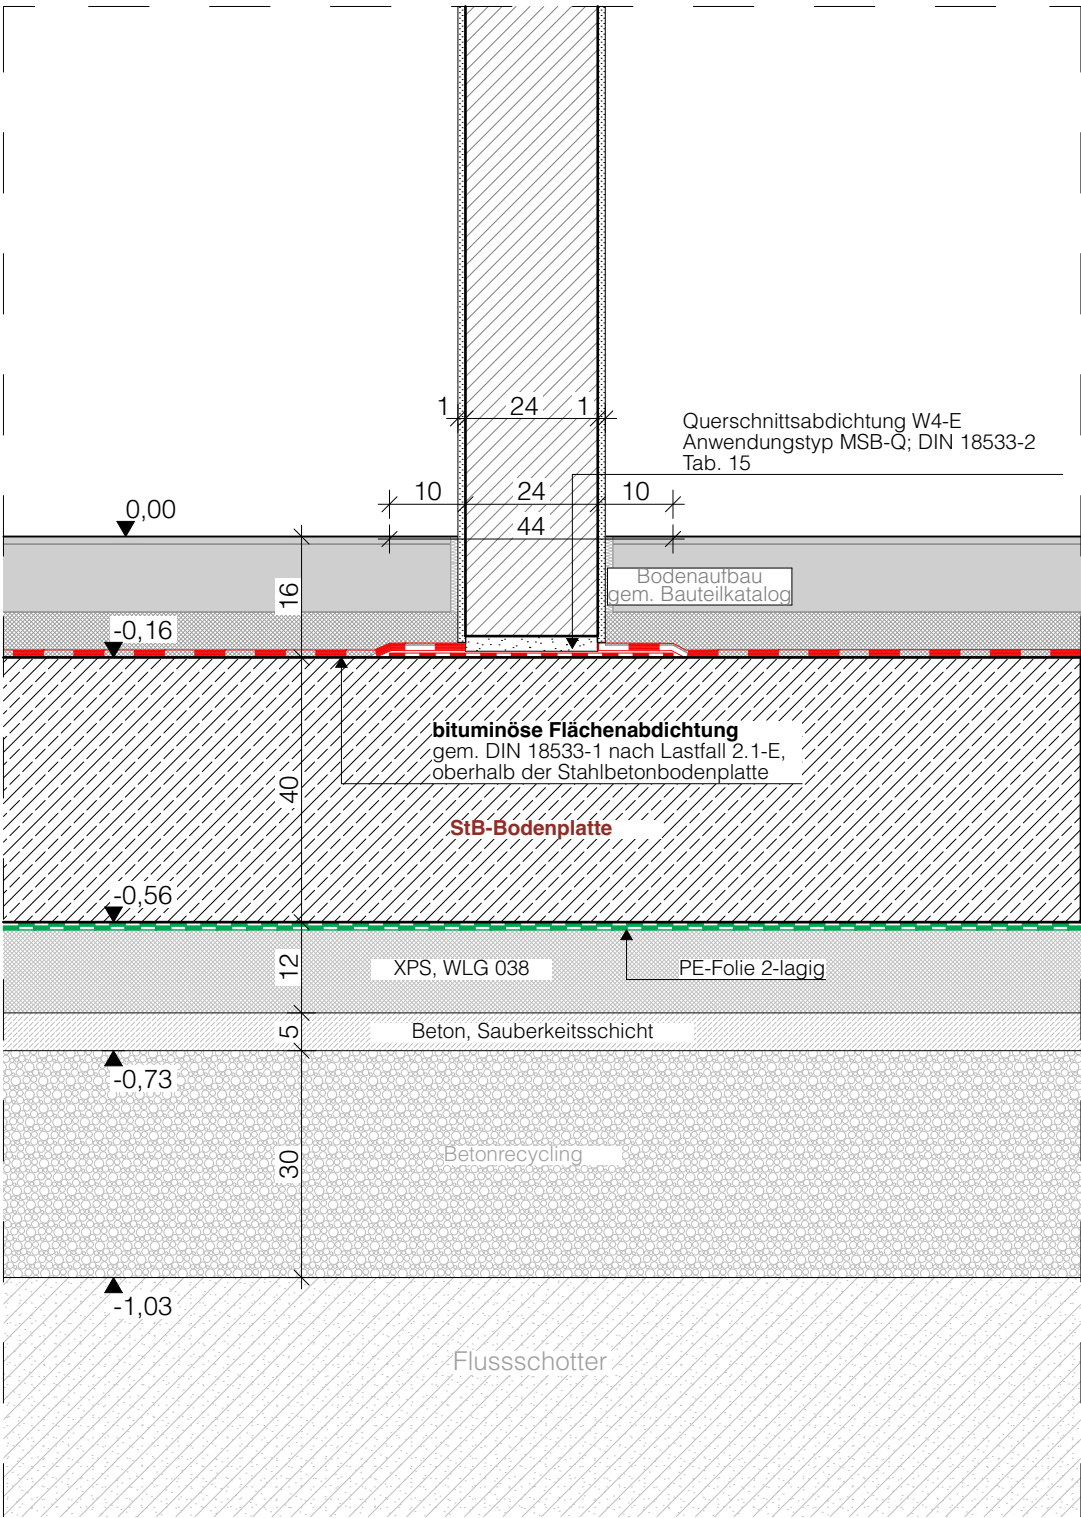 1 24 1
Querschnittsabdichtung W4-E
Anwendungstyp MSB-Q; DIN 18533-2
Tab. 15
10 24 10
44
0,00
Bodenaufbau
gem. Bauteilkatalog
16
-0,16
bituminöse Flächenabdichtung
gem. DIN 18533-1 nach Lastfall 2.1-E,
oberhalb der Stahlbetonbodenplatte
40
StB-Bodenplatte
-0,56
12
XPS, WLG 038
PE-Folie 2-lagig
5
Beton, Sauberkeitsschicht
-0,73
30
Betonrecycling
-1,03
Flussschotter